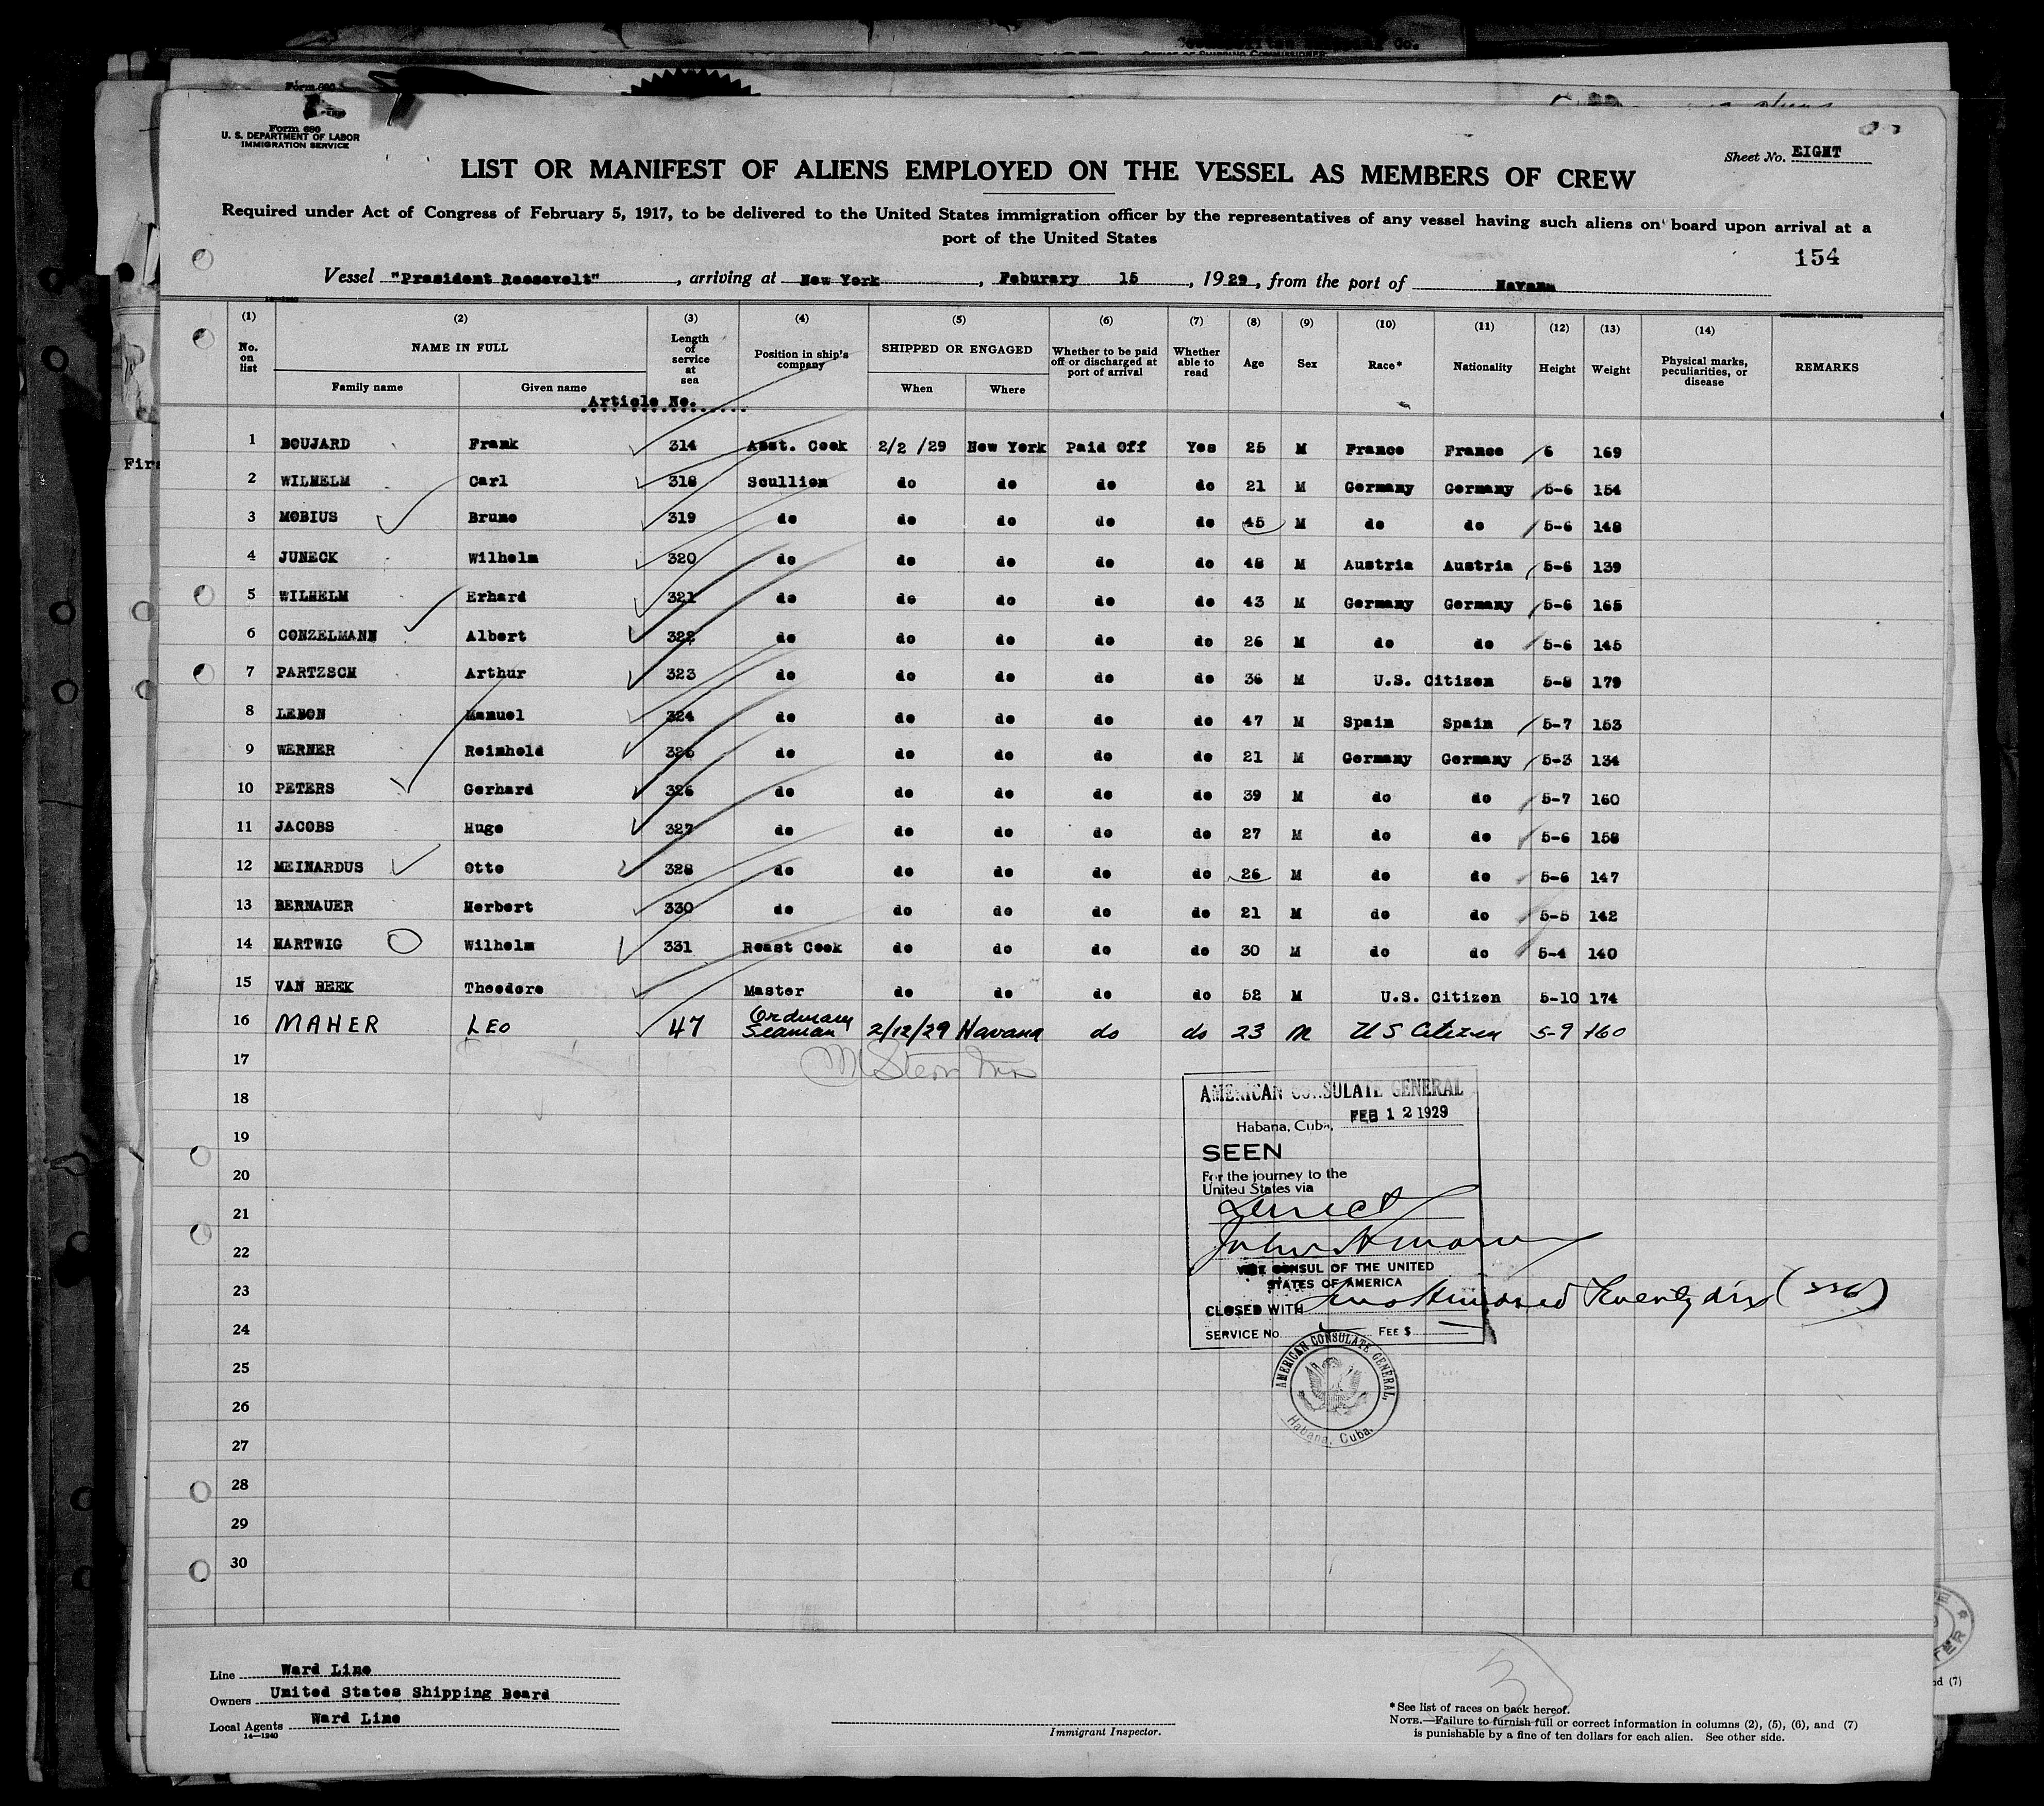 Form 680
U. S. DEPARTMENT OF LABOR
IMMIGRATION SERVICE
Sheet No. EIGHT
LIST OR MANIFEST OF ALIENS EMPLOYED ON THE VESSEL AS MEMBERS OF CREW
Required under Act of Congress of February 5, 1917, to be delivered to the United States immigration officer by the representatives of any vessel having such aliens on board upon arrival at a
port of the United States
154
Vessel "President Roosevelt", arriving at New York, Feburary 15, 1929, from the port of Havana
(1) (2) (3) (4) (5) (6) (7) (8) (9) (10) (11) (12) (13) (14)
No. on list NAME IN FULL Length of service at sea Position in ship's company SHIPPED OR ENGAGED Whether to be paid off or discharged at port of arrival Whether able to read Age Sex Race* Nationality Height Weight Physical marks, peculiarities, or disease REMARKS
Family name Given name When Where
Article No.
1 BOUJARD Frank 314 Asst. Cook 2/2 /29 New York Paid Off Yes 25 M France France 6 169
2 WILHELM Carl 318 Scullion do do do do 21 M Germany Germany 5-6 154
3 MOBIUS Bruno 319 do do do do do 45 M do do 5-6 148
4 JUNECK Wilhelm 320 do do do do do 48 M Austria Austria 5-6 139
5 WILHELM Erhard 321 do do do do do 43 M Germany Germany 5-6 165
6 CONZELMANN Albert 322 do do do do do 26 M do do 5-6 145
7 PARTZSCH Arthur 323 do do do do do 36 M U.S. Citizen 5-8 179
8 LEBON Manuel 324 do do do do do 47 M Spain Spain 5-7 153
9 WERNER Reinhold 325 do do do do do 21 M Germany Germany 5-3 134
10 PETERS Gerhard 326 do do do do do 39 M do do 5-7 160
11 JACOBS Hugo 327 do do do do do 27 M do do 5-6 158
12 MEINARDUS Otto 328 do do do do do 26 M do do 5-6 147
13 BERNAUER Herbert 330 do do do do do 21 M do do 5-5 142
14 HARTWIG Wilhelm 331 Roast Cook do do do do 30 M do do 5-4 140
15 VAN BEEK Theodore Master do do do do 52 M U.S. Citizen 5-10 174
16 MAHER LEO 47 Ordinary Seaman 2/12/29 Havana do do 23 M US Citizen 5-9 160
17
18
19
20
21
22
23
24
25
26
27
28
29
30
AMERICAN CONSULATE GENERAL
Habana, Cuba, FEB 12 1929
SEEN
For the journey to the
United States via
Direct
VICE CONSUL OF THE UNITED
STATES OF AMERICA
CLOSED WITH Two Hundred Twenty six (226)
SERVICE No. FEE $
AMERICAN CONSULATE GENERAL,
Habana, Cuba.
Line Ward Line
Owners United States Shipping Board
Local Agents Ward Line
14—1240
Immigrant Inspector.
3
*See list of races on back hereof.
NOTE.—Failure to furnish full or correct information in columns (2), (5), (6), and (7)
is punishable by a fine of ten dollars for each alien. See other side.